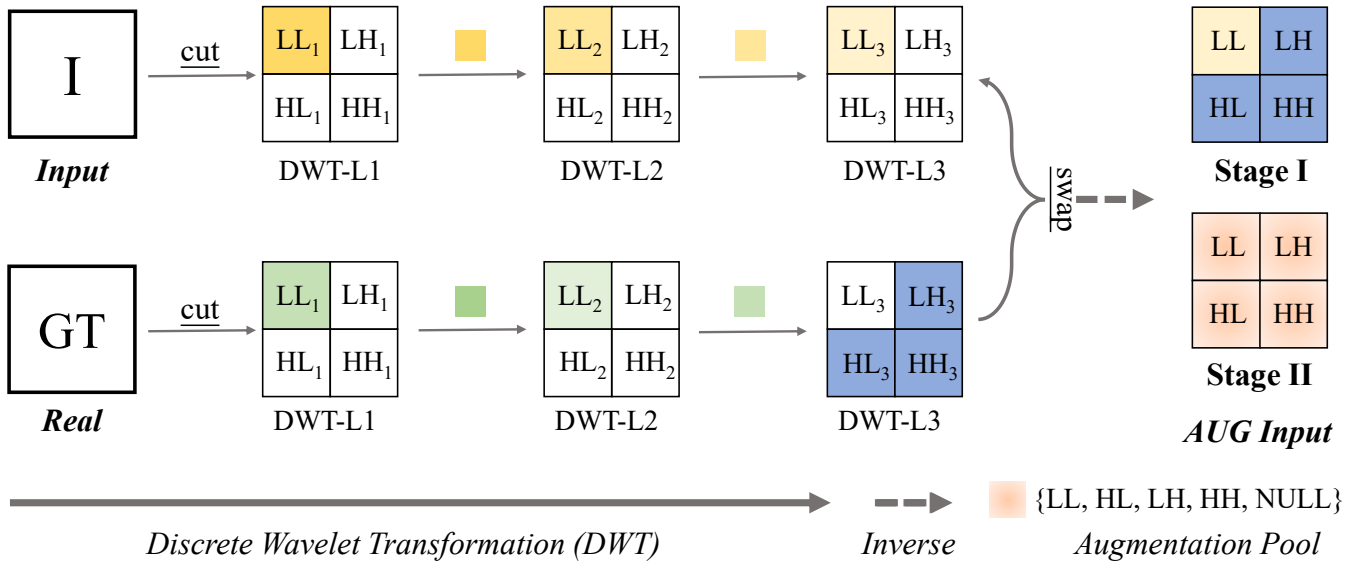 I
cut
LL₁ LH₁
HL₁ HH₁
DWT-L1
LL₂ LH₂
HL₂ HH₂
DWT-L2
LL₃ LH₃
HL₃ HH₃
DWT-L3
Input
GT
cut
LL₁ LH₁
HL₁ HH₁
DWT-L1
LL₂ LH₂
HL₂ HH₂
DWT-L2
LL₃ LH₃
HL₃ HH₃
DWT-L3
Real
swap
LL LH
HL HH
Stage I
LL LH
HL HH
Stage II
AUG Input
Discrete Wavelet Transformation (DWT)
Inverse
{LL, HL, LH, HH, NULL}
Augmentation Pool